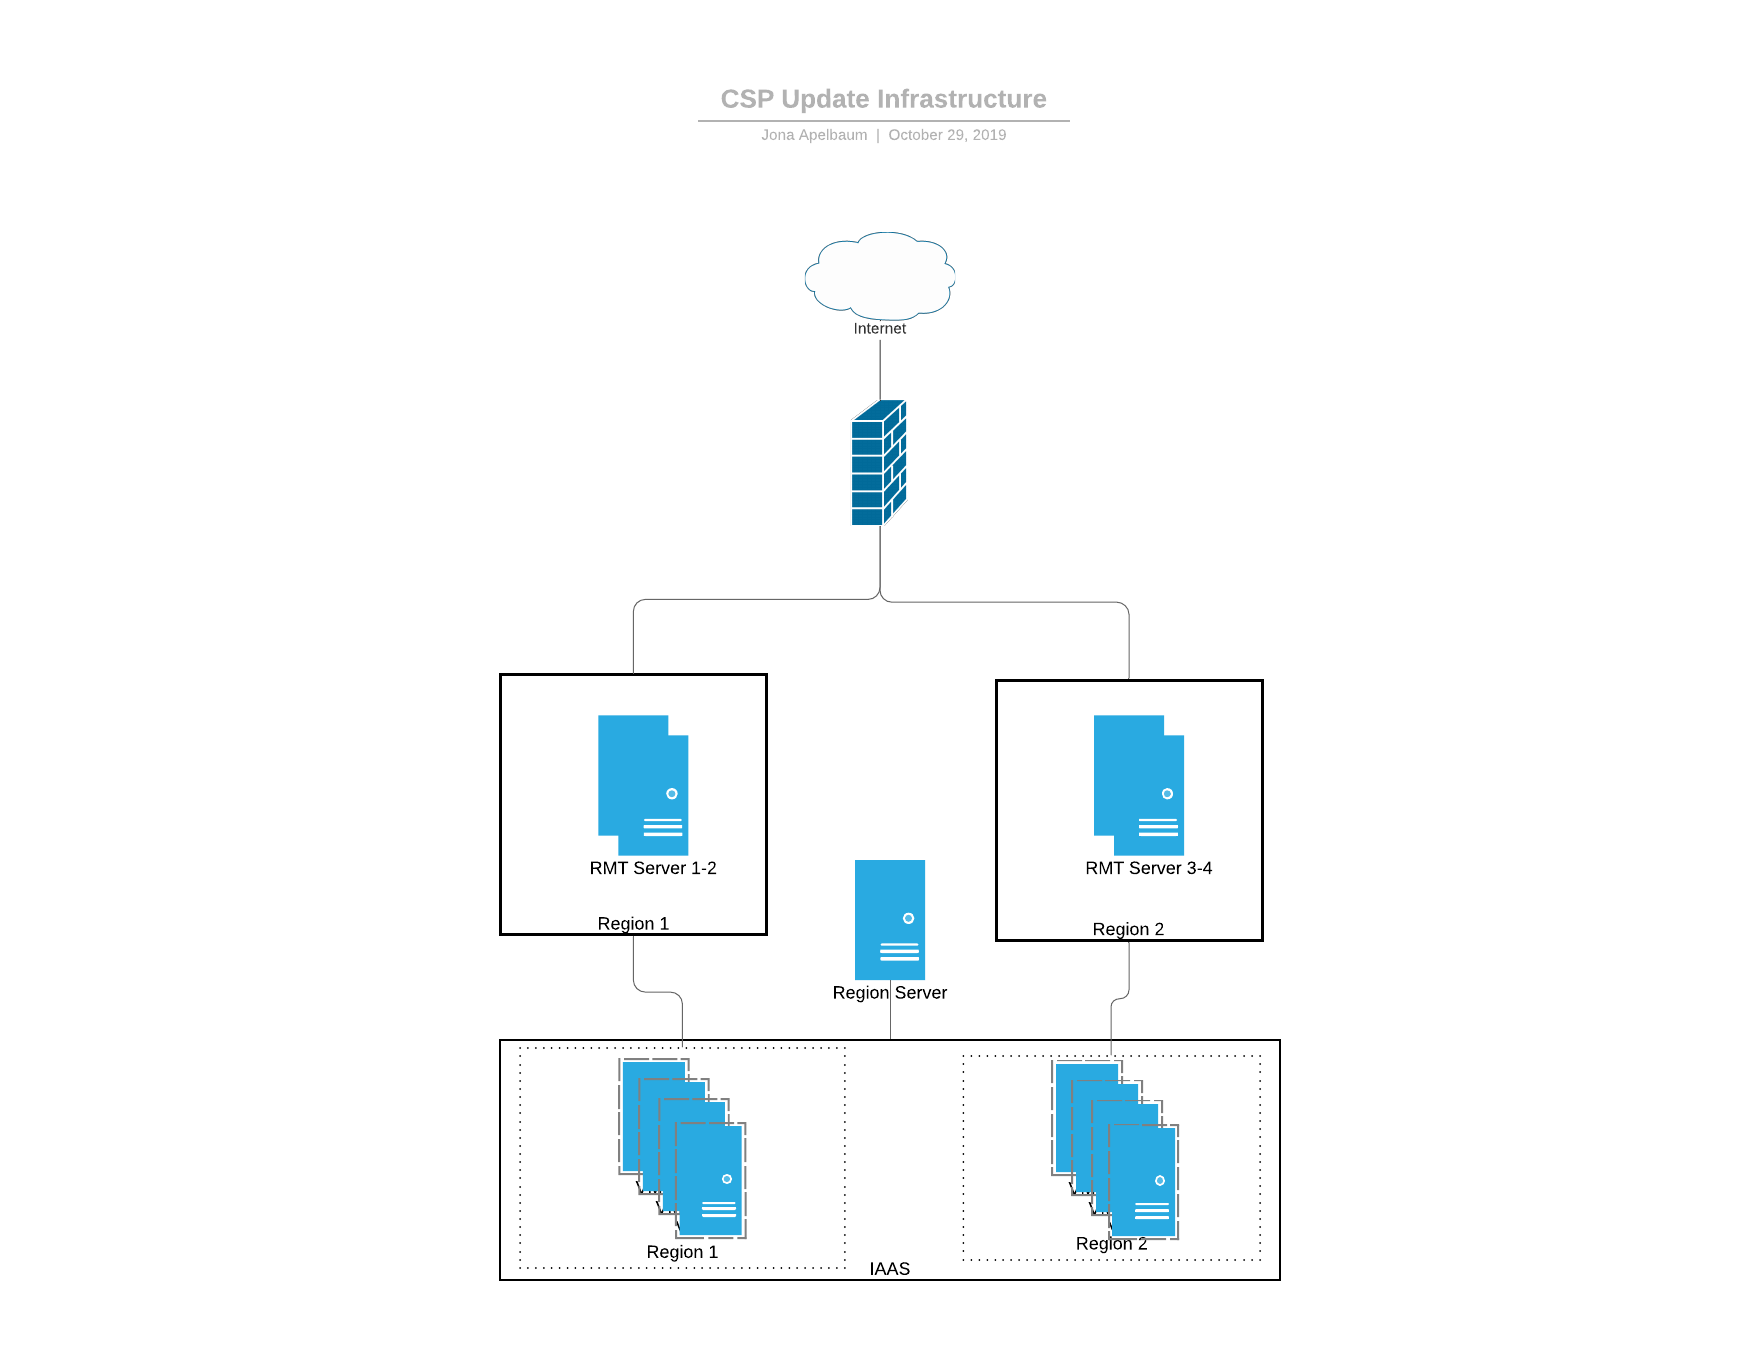 CSP Update Infrastructure
Jona Apelbaum | October 29, 2019
Internet
RMT Server 1-2
Region 1
RMT Server 3-4
Region 2
Region Server
Region 1
Region 2
IAAS